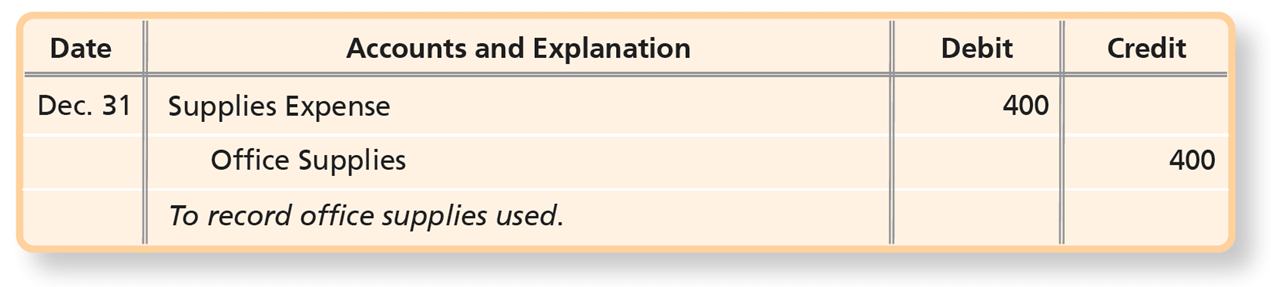 Date Accounts and Explanation Debit Credit
Dec. 31 Supplies Expense 400
Office Supplies 400
To record office supplies used.